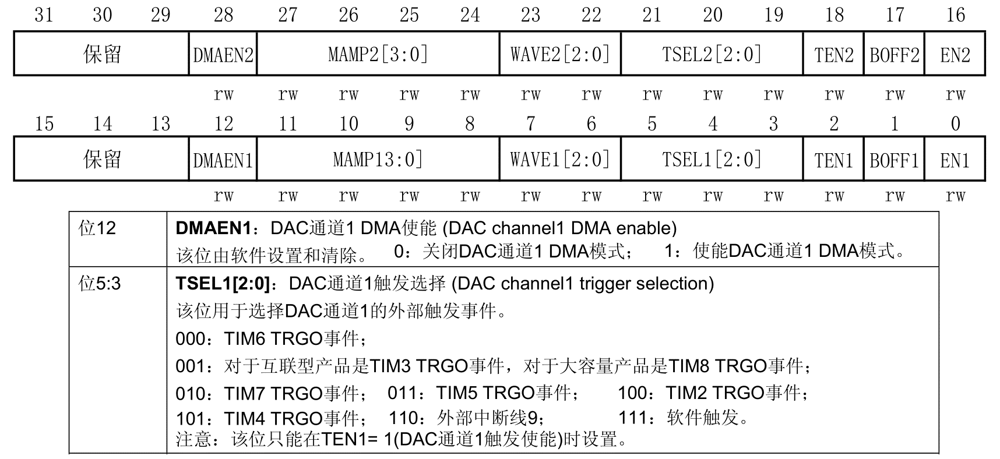 31 30 29 28 27 26 25 24 23 22 21 20 19 18 17 16
保留 DMAEN2 MAMP2[3:0] WAVE2[2:0] TSEL2[2:0] TEN2 BOFF2 EN2
rw rw rw rw rw rw rw rw rw rw rw rw rw
15 14 13 12 11 10 9 8 7 6 5 4 3 2 1 0
保留 DMAEN1 MAMP13:0] WAVE1[2:0] TSEL1[2:0] TEN1 BOFF1 EN1
rw rw rw rw rw rw rw rw rw rw rw rw rw
位12 DMAEN1：DAC通道1 DMA使能 (DAC channel1 DMA enable)
该位由软件设置和清除。 0：关闭DAC通道1 DMA模式； 1：使能DAC通道1 DMA模式。
位5:3 TSEL1[2:0]：DAC通道1触发选择 (DAC channel1 trigger selection)
该位用于选择DAC通道1的外部触发事件。
000：TIM6 TRGO事件；
001：对于互联型产品是TIM3 TRGO事件，对于大容量产品是TIM8 TRGO事件；
010：TIM7 TRGO事件； 011：TIM5 TRGO事件； 100：TIM2 TRGO事件；
101：TIM4 TRGO事件； 110：外部中断线9； 111：软件触发。
注意：该位只能在TEN1= 1(DAC通道1触发使能)时设置。